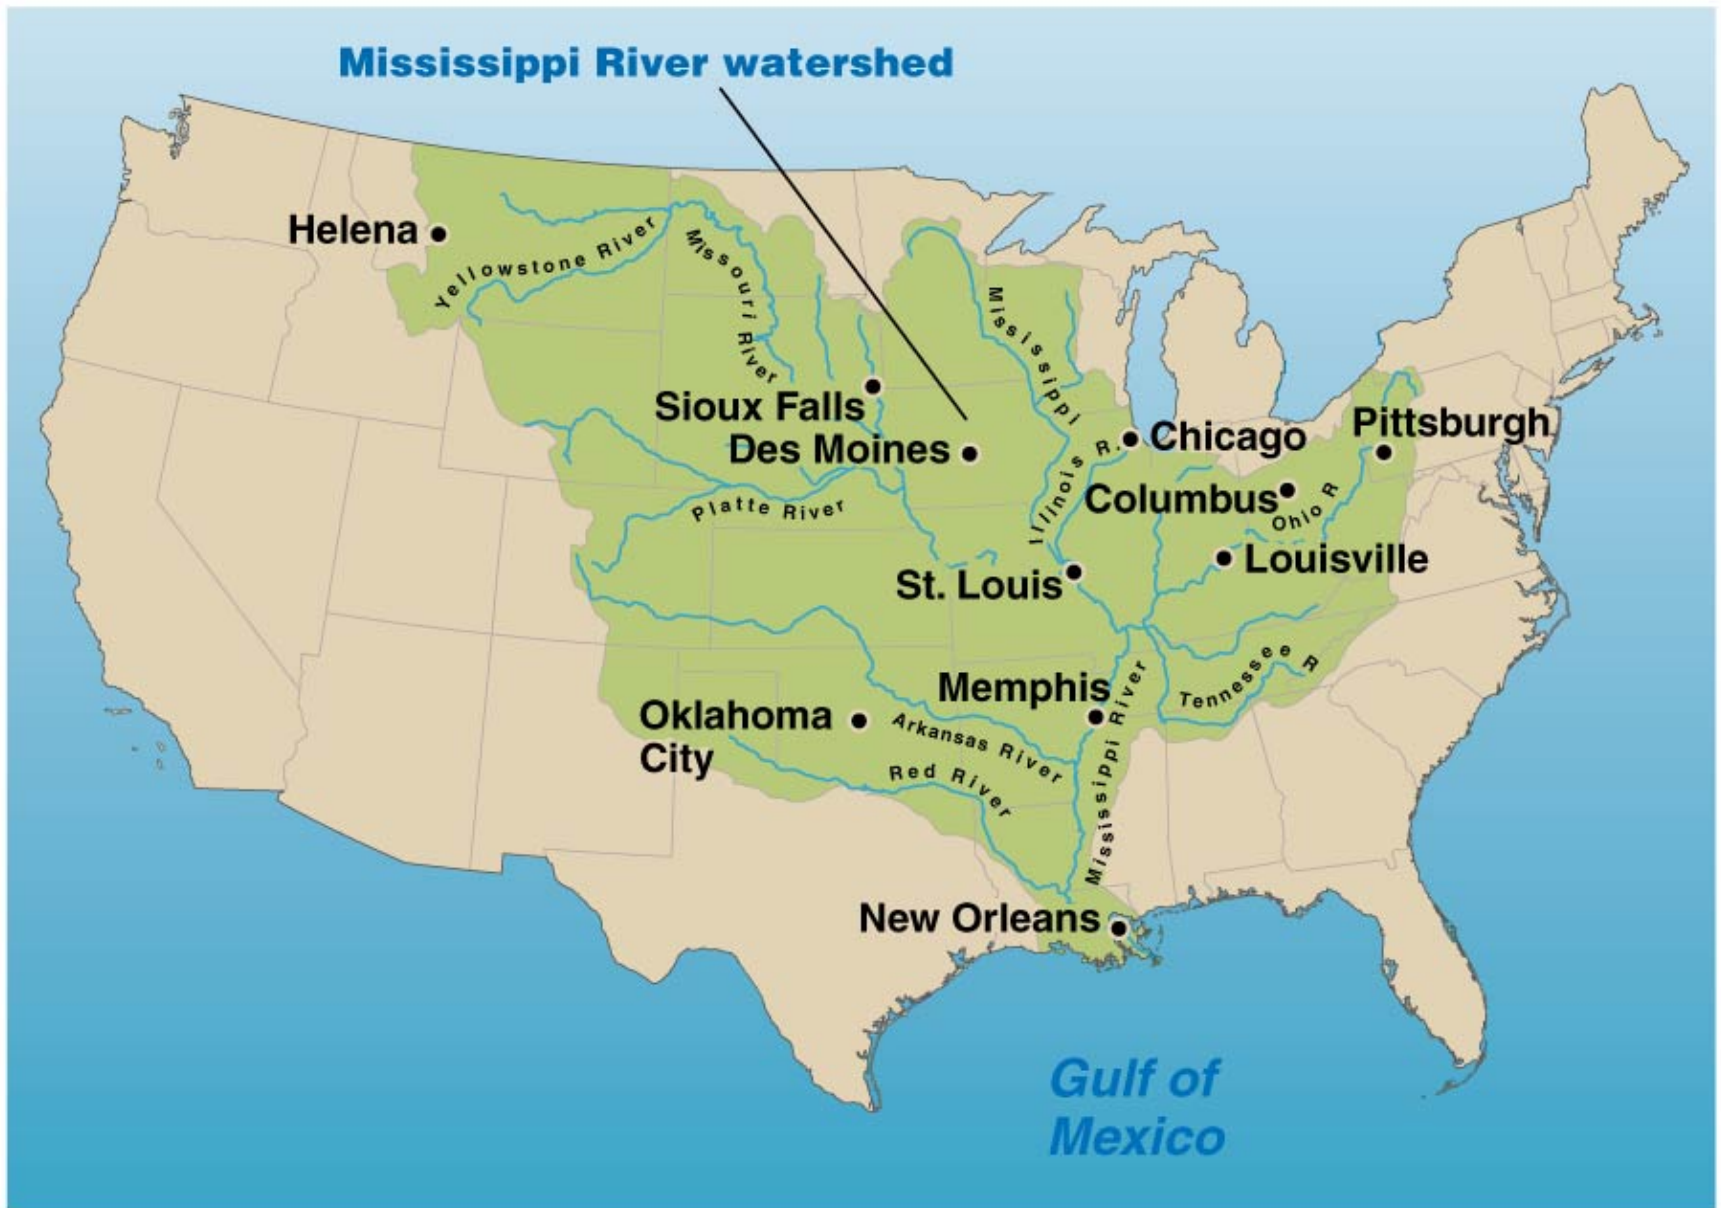 Mississippi River watershed
Helena
Yellowstone River
Missouri River
Mississippi
Sioux Falls
Des Moines
Illinois R.
Chicago
Pittsburgh
Columbus
Ohio R
Platte River
Louisville
St. Louis
Tennessee R
Memphis
Mississippi River
Oklahoma
City
Arkansas River
Red River
New Orleans
Gulf of
Mexico